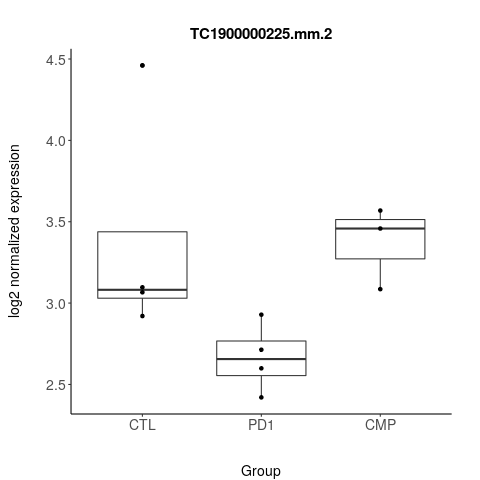 TC1900000225.mm.2
log2 normalized expression
4.5
4.0
3.5
3.0
2.5
CTL
PD1
CMP
Group